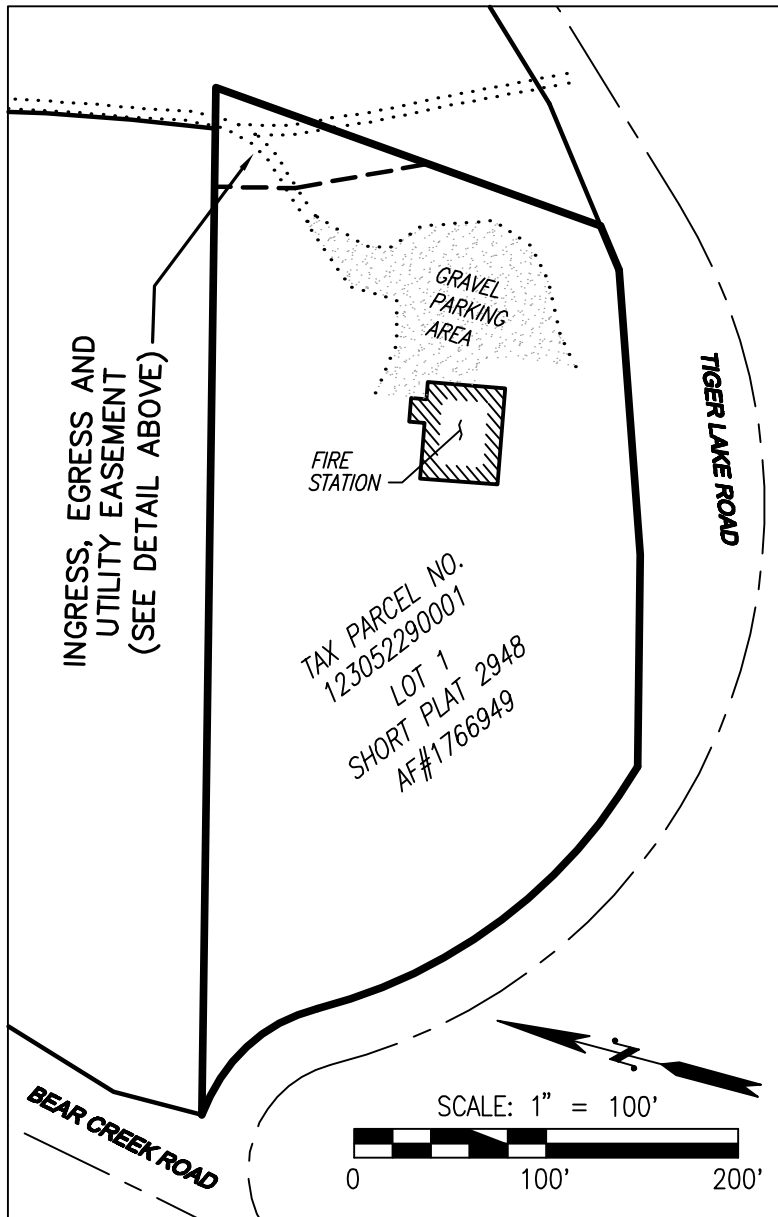 GRAVEL
PARKING
AREA
TIGER LAKE ROAD
INGRESS, EGRESS AND
UTILITY EASEMENT
(SEE DETAIL ABOVE)
FIRE
STATION
TAX PARCEL NO.
123052290001
LOT 1
SHORT PLAT 2948
AF#1766949
N
BEAR CREEK ROAD
SCALE: 1" = 100'
0 100' 200'